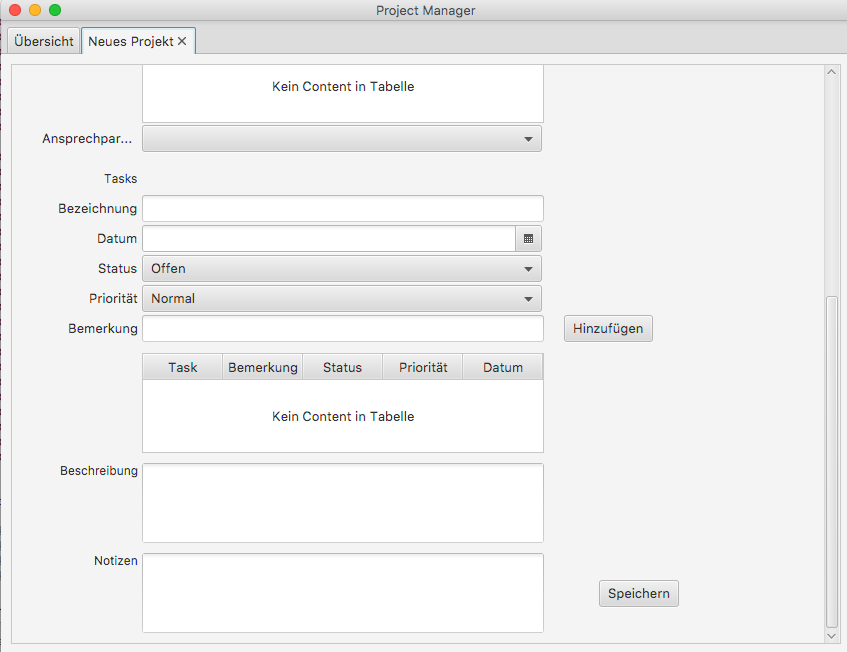 Project Manager
Übersicht
Neues Projekt ✕
Kein Content in Tabelle
Ansprechpar...
Tasks
Bezeichnung
Datum
Status Offen
Priorität Normal
Bemerkung Hinzufügen
Task Bemerkung Status Priorität Datum
Kein Content in Tabelle
Beschreibung
Notizen
Speichern